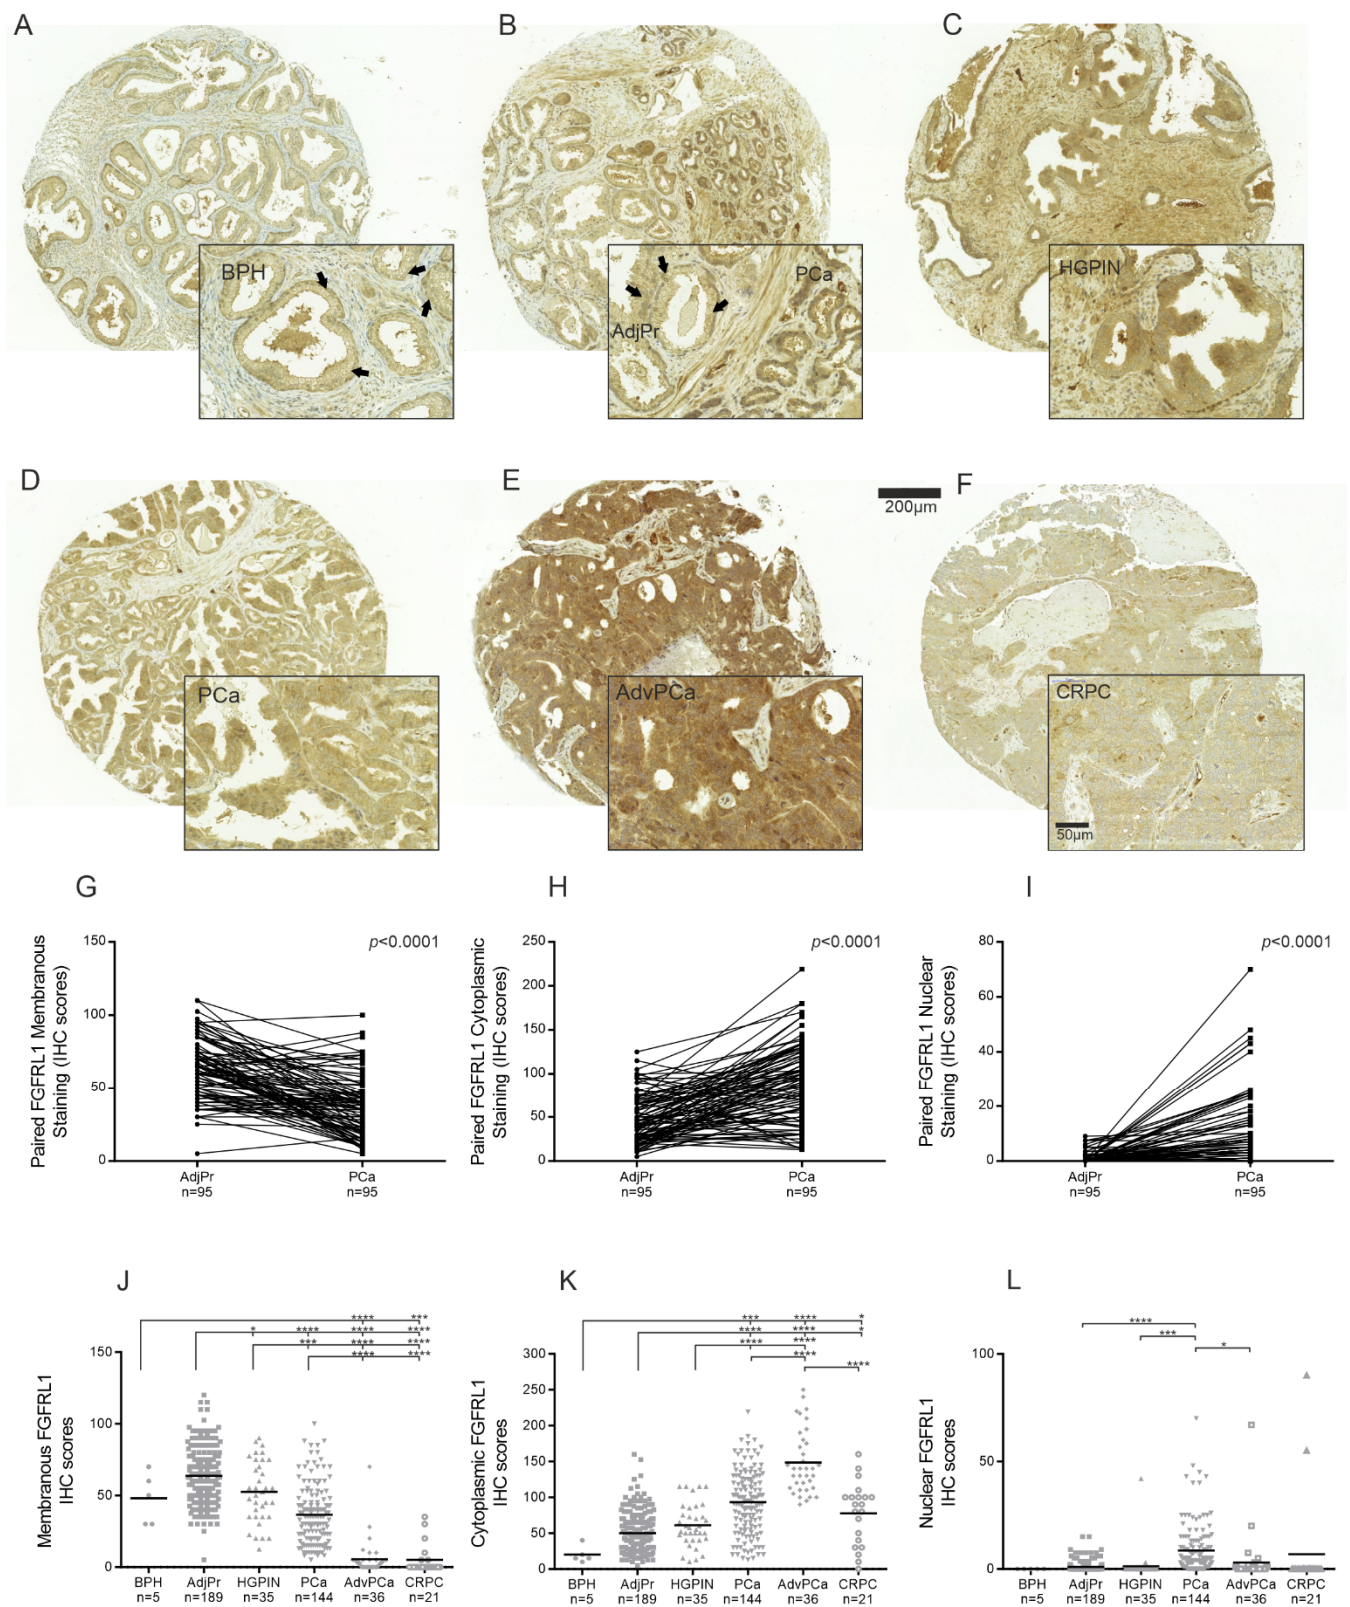 A
B
C
BPH
AdjPr
PCa
HGPIN
D
E
F
200µm
PCa
AdvPCa
CRPC
50µm
G
H
I
Paired FGFRL1 Membranous
Staining (IHC scores)
150
100
50
0
p<0.0001
AdjPr
n=95
PCa
n=95
Paired FGFRL1 Cytoplasmic
Staining (IHC scores)
250
200
150
100
50
0
p<0.0001
AdjPr
n=95
PCa
n=95
Paired FGFRL1 Nuclear
Staining (IHC scores)
80
60
40
20
0
p<0.0001
AdjPr
n=95
PCa
n=95
J
K
L
**** ***
* **** **** ****
*** **** ****
**** ****
Membranous FGFRL1
IHC scores
150
100
50
0
BPH AdjPr HGPIN PCa AdvPCa CRPC
n=5 n=189 n=35 n=144 n=36 n=21
*** **** *
**** **** *
**** ****
****
****
Cytoplasmic FGFRL1
IHC scores
300
250
200
150
100
50
0
BPH AdjPr HGPIN PCa AdvPCa CRPC
n=5 n=189 n=35 n=144 n=36 n=21
****
***
*
Nuclear FGFRL1
IHC scores
100
50
0
BPH AdjPr HGPIN PCa AdvPCa CRPC
n=5 n=189 n=35 n=144 n=36 n=21